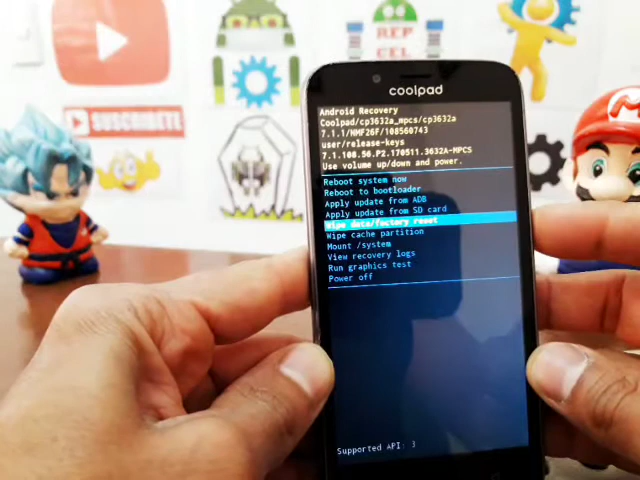 SUSCRIBETE
REP
CEL
coolpad
Android Recovery
Coolpad/cp3632a_mpcs/cp3632a
7.1.1/NMF26F/108560743
user/release-keys
7.1.108.56.P2.170511.3632A-MPCS
Use volume up/down and power.
Reboot system now
Reboot to bootloader
Apply update from ADB
Apply update from SD card
Wipe data/factory reset
Wipe cache partition
Mount /system
View recovery logs
Run graphics test
Power off
Supported API: 3
M